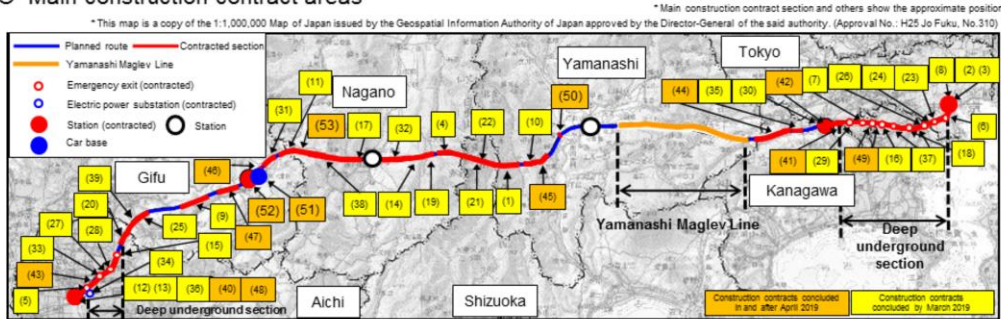 Main construction contract areas
* Main construction contract section and others show the approximate position
* This map is a copy of the 1:1,000,000 Map of Japan issued by the Geospatial Information Authority of Japan approved by the Director-General of the said authority. (Approval No.: H25 Jo Fuku, No.310)
Planned route
Contracted section
Yamanashi Maglev Line
Emergency exit (contracted)
Electric power substation (contracted)
Station (contracted)
Station
Car base
Tokyo
Yamanashi
Nagano
Gifu
Kanagawa
Aichi
Shizuoka
(11)
(31)
(53)
(17)
(32)
(4)
(22)
(10)
(50)
(44)
(35)
(30)
(42)
(7)
(26)
(24)
(23)
(8)
(2) (3)
(6)
(18)
(37)
(16)
(49)
(29)
(41)
(45)
(1)
(21)
(19)
(14)
(38)
(51)
(52)
(46)
(47)
(9)
(25)
(15)
(39)
(20)
(27)
(28)
(33)
(34)
(43)
(5)
(12) (13)
(36)
(40)
(48)
Yamanashi Maglev Line
Deep
underground
section
Deep underground section
Construction contracts concluded
in and after April 2019
Construction contracts
concluded by March 2019